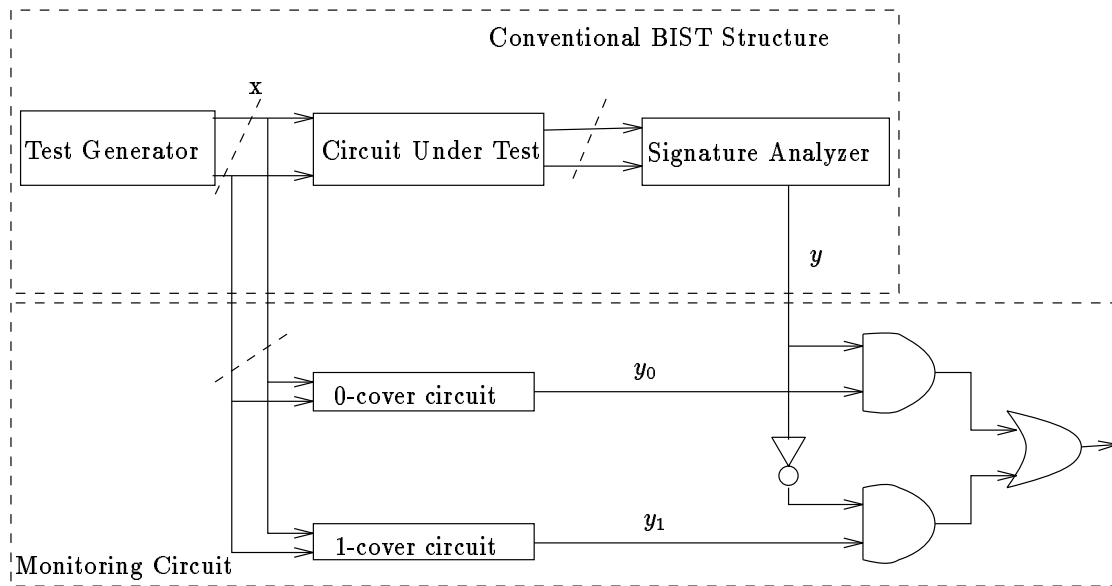 Conventional BIST Structure
x
Test Generator
Circuit Under Test
Signature Analyzer
y
y₀
0-cover circuit
y₁
1-cover circuit
Monitoring Circuit